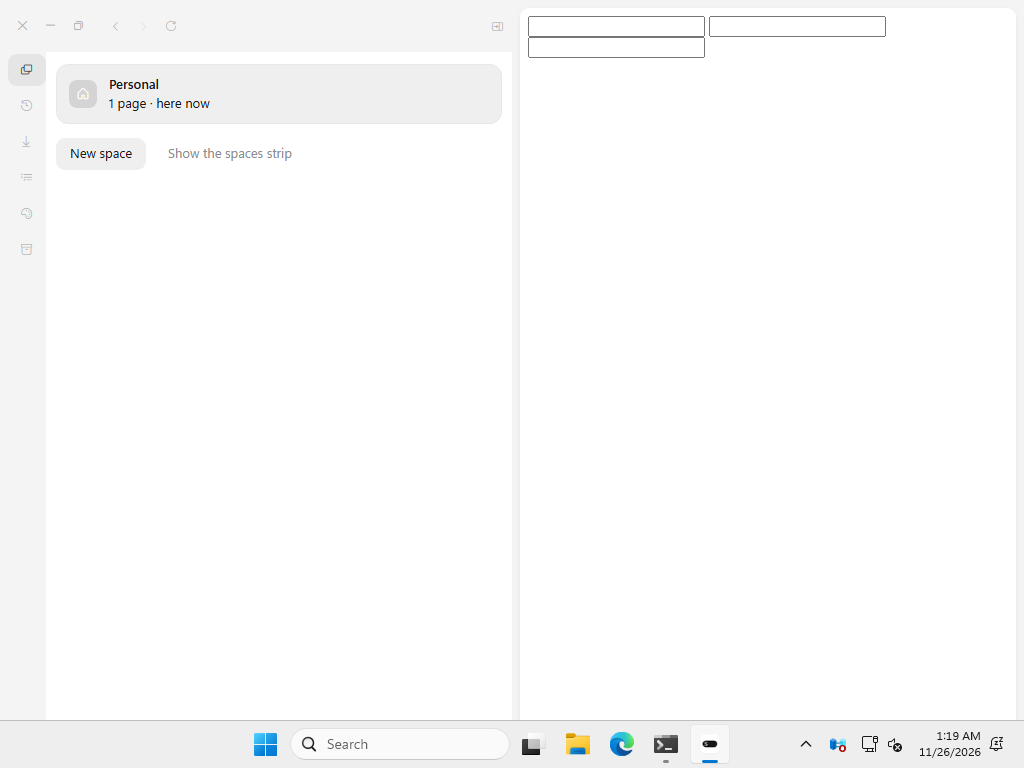 Personal
1 page · here now
New space
Show the spaces strip
Search
1:19 AM
11/26/2026